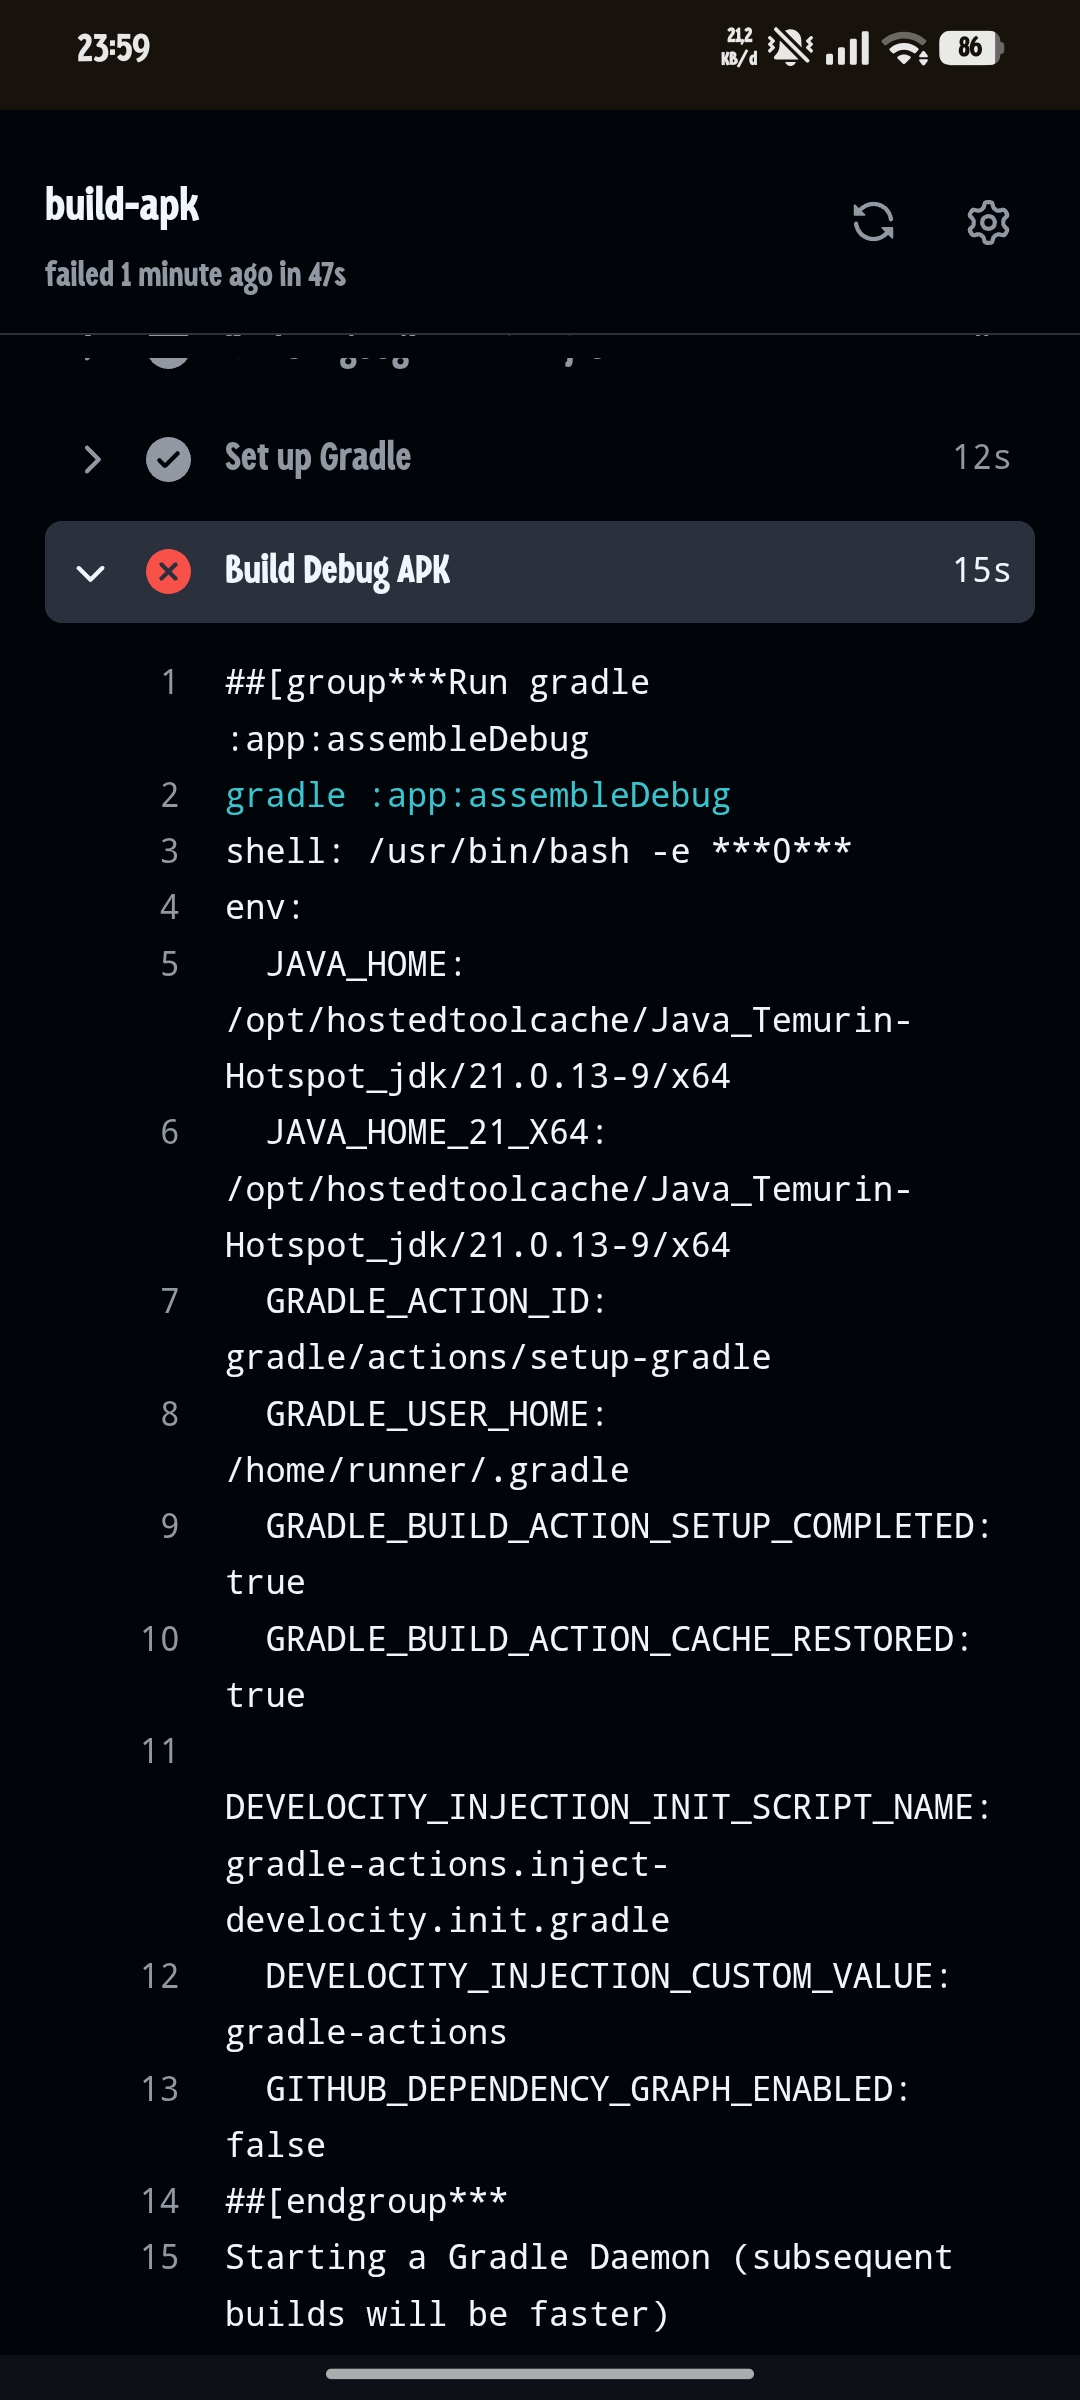 23:59
21,2
KB/d
86
build-apk
failed 1 minute ago in 47s
Set up Gradle 12s
Build Debug APK 15s
1 ##[group***Run gradle
:app:assembleDebug
2 gradle :app:assembleDebug
3 shell: /usr/bin/bash -e ***0***
4 env:
5 JAVA_HOME:
/opt/hostedtoolcache/Java_Temurin-
Hotspot_jdk/21.0.13-9/x64
6 JAVA_HOME_21_X64:
/opt/hostedtoolcache/Java_Temurin-
Hotspot_jdk/21.0.13-9/x64
7 GRADLE_ACTION_ID:
gradle/actions/setup-gradle
8 GRADLE_USER_HOME:
/home/runner/.gradle
9 GRADLE_BUILD_ACTION_SETUP_COMPLETED:
true
10 GRADLE_BUILD_ACTION_CACHE_RESTORED:
true
11
DEVELOCITY_INJECTION_INIT_SCRIPT_NAME:
gradle-actions.inject-
develocity.init.gradle
12 DEVELOCITY_INJECTION_CUSTOM_VALUE:
gradle-actions
13 GITHUB_DEPENDENCY_GRAPH_ENABLED:
false
14 ##[endgroup***
15 Starting a Gradle Daemon (subsequent
builds will be faster)